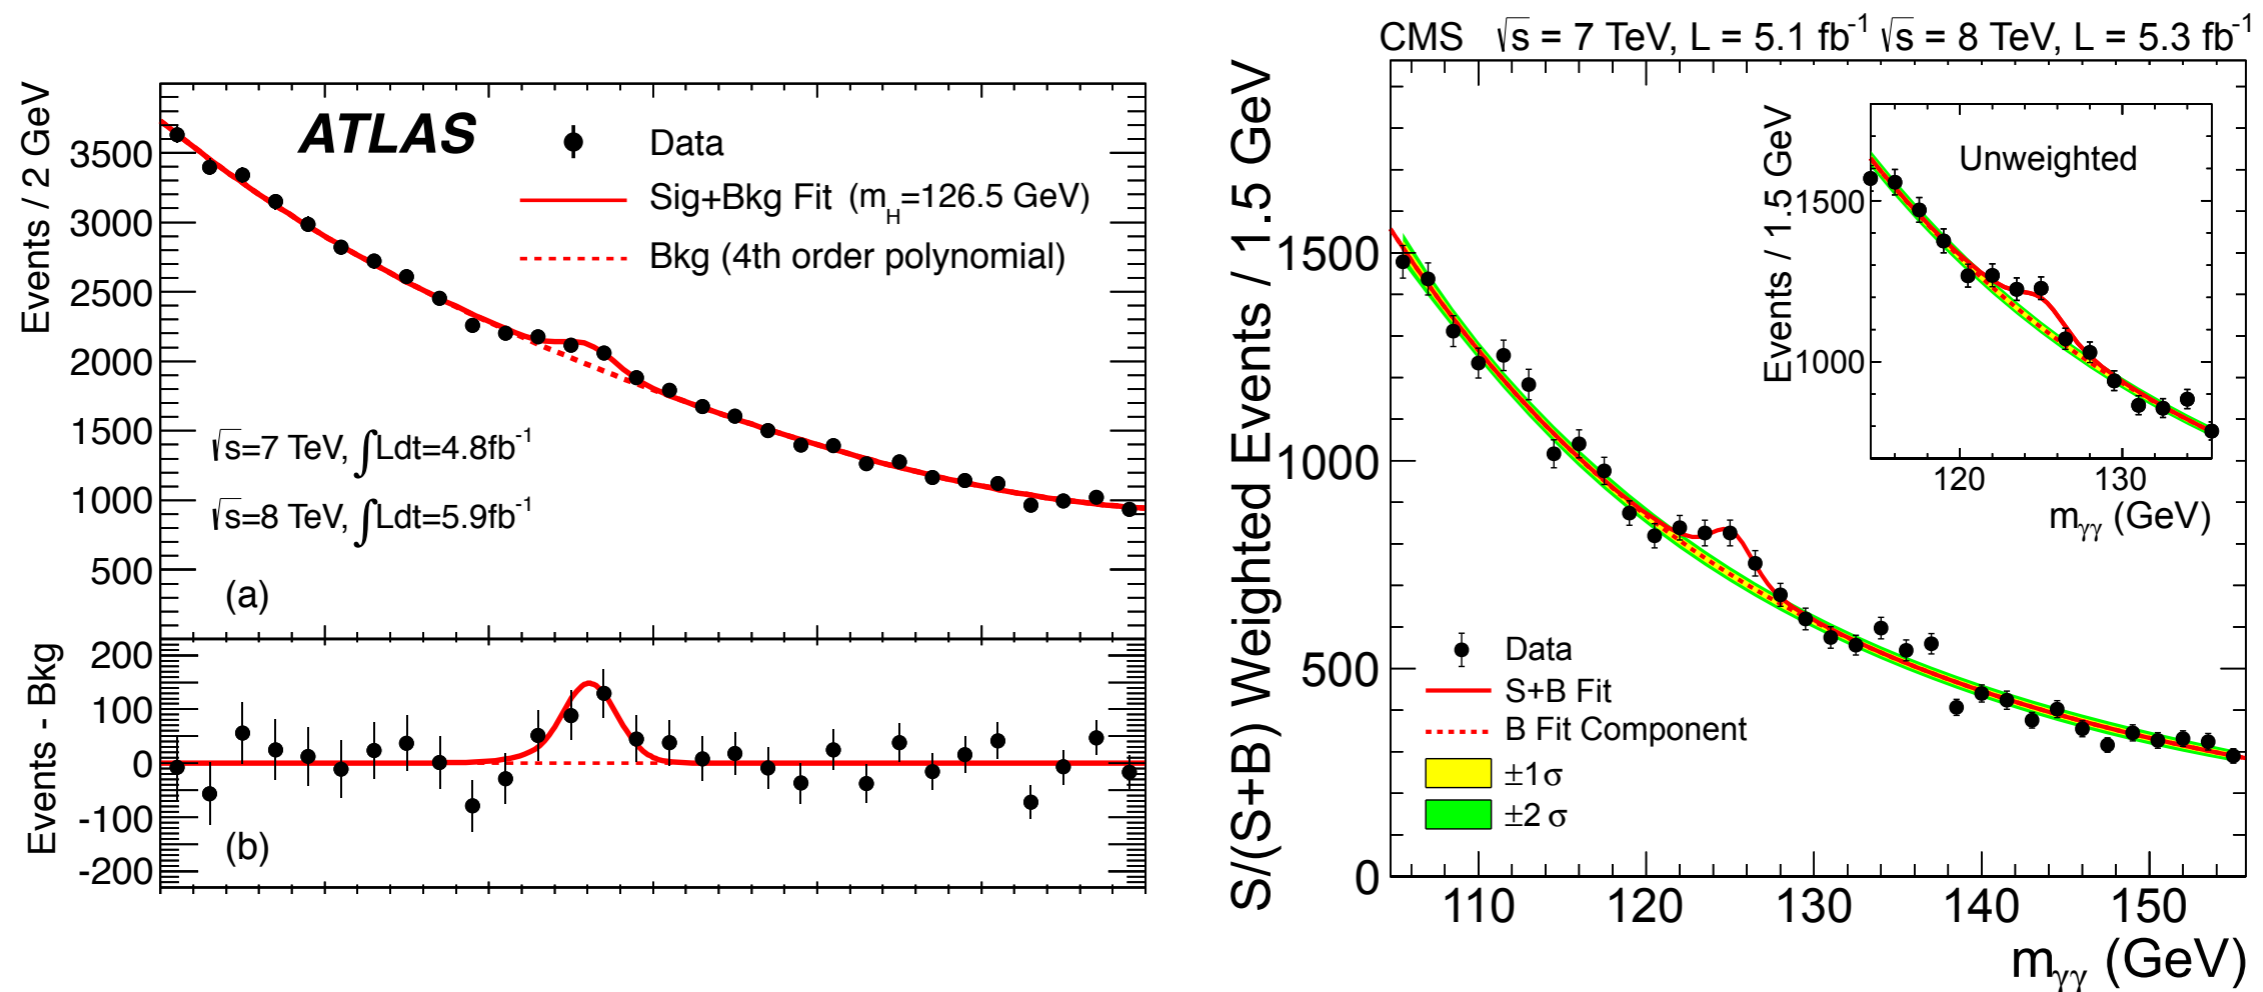 ATLAS
Data
Sig+Bkg Fit (mH=126.5 GeV)
Bkg (4th order polynomial)
Events / 2 GeV
3500
3000
2500
2000
1500
1000
500
√s=7 TeV, ∫Ldt=4.8fb-1
√s=8 TeV, ∫Ldt=5.9fb-1
(a)
Events - Bkg
200
100
0
-100
-200
(b)
CMS √s = 7 TeV, L = 5.1 fb-1 √s = 8 TeV, L = 5.3 fb-1
S/(S+B) Weighted Events / 1.5 GeV
1500
1000
500
0
Unweighted
Events / 1.5 GeV
1500
1000
120 130
mγγ (GeV)
Data
S+B Fit
B Fit Component
±1σ
±2 σ
110 120 130 140 150
mγγ (GeV)